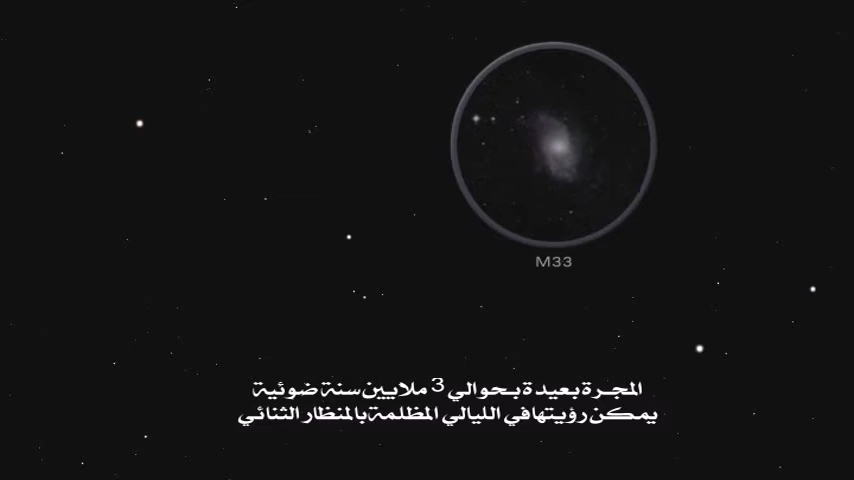 M33
المجرة بعيدة بحوالي 3 ملايين سنة ضوئية
يمكن رؤيتها في الليالي المظلمة بالمنظار الثنائي